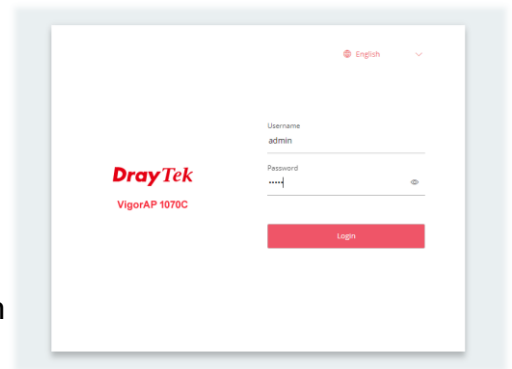 English
Username
admin
Password
•••••
DrayTek
VigorAP 1070C
Login
n